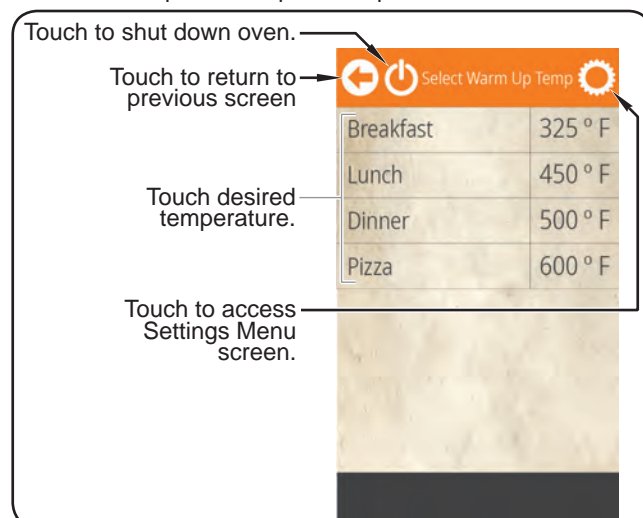 Touch to shut down oven.
Touch to return to
previous screen
Select Warm Up Temp
Breakfast 325 º F
Lunch 450 º F
Touch desired
temperature.
Dinner 500 º F
Pizza 600 º F
Touch to access
Settings Menu
screen.